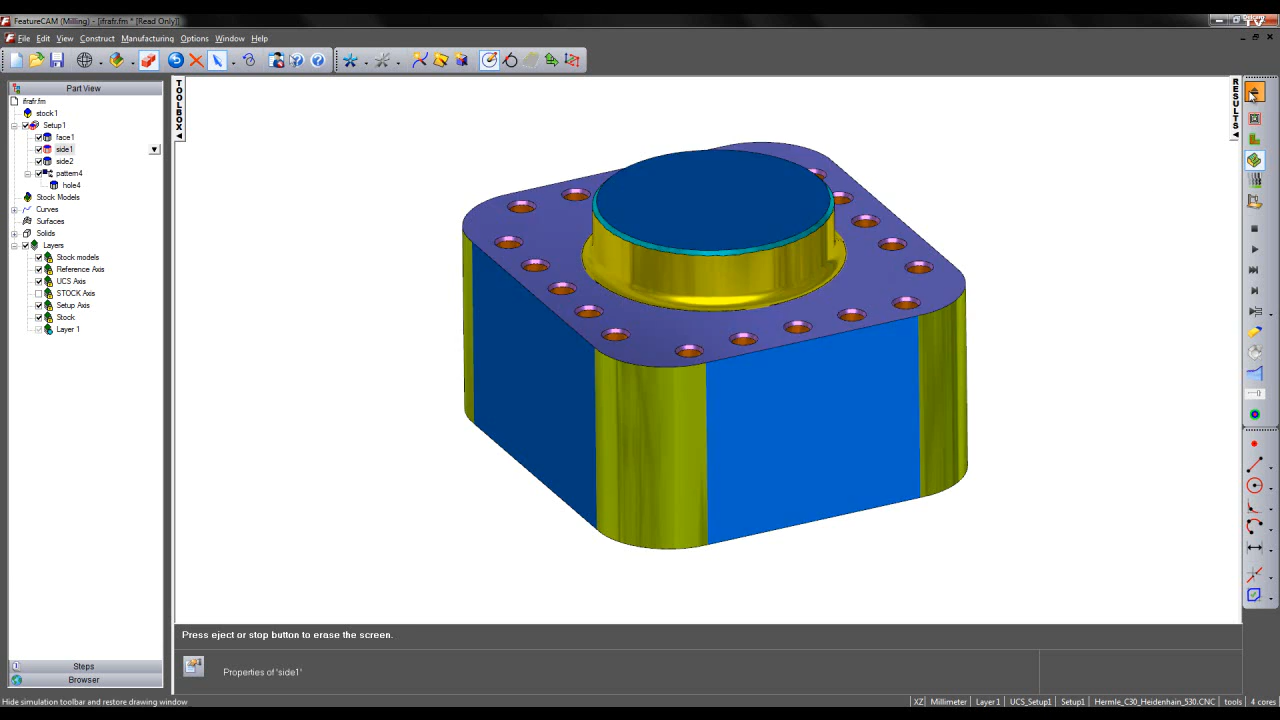 FeatureCAM (Milling) - [ifrafr.fm * [Read Only]]
TV
File Edit View Construct Manufacturing Options Window Help
Part View
ifrafr.fm
stock1
Setup1
face1
side1
side2
pattern4
hole4
Stock Models
Curves
Surfaces
Solids
Layers
Stock models
Reference Axis
UCS Axis
STOCK Axis
Setup Axis
Stock
Layer 1
Steps
Browser
TOOLBOX
RESULTS
Press eject or stop button to erase the screen.
Properties of 'side1'
Hide simulation toolbar and restore drawing window
XZ Millimeter Layer 1 UCS_Setup1 Setup1 Hermle_C30_Heidenhain_530.CNC tools 4 cores